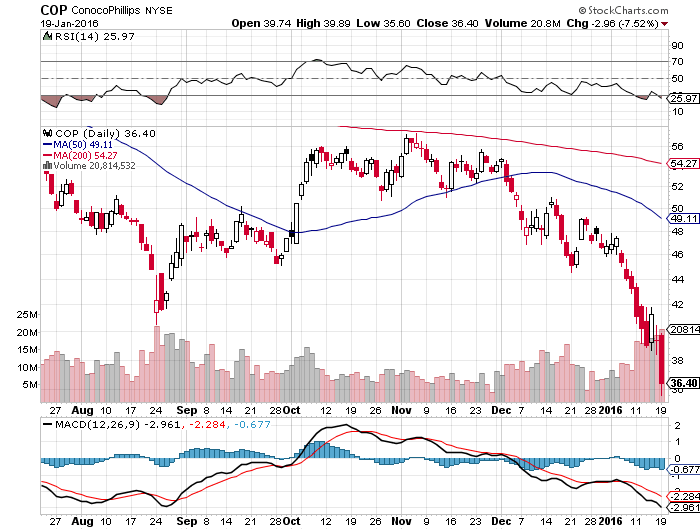 COP ConocoPhillips NYSE
© StockCharts.com
19-Jan-2016
Open 39.74 High 39.89 Low 35.60 Close 36.40 Volume 20.8M Chg -2.96 (-7.52%)
RSI(14) 25.97
90
70
50
30
25.97
10
COP (Daily) 36.40
MA(50) 49.11
MA(200) 54.27
Volume 20,814,532
56
54.27
52
50
49.11
48
46
44
42
20814
38
36.40
36
25M
20M
15M
10M
5M
27 Aug 10 17 24 Sep 8 14 21 28 Oct 12 19 26 Nov 9 16 23 Dec 7 14 21 28 2016 11 19
MACD(12,26,9) -2.961, -2.284, -0.677
2
1
0
-0.677
-1
-2.284
-2.961
27 Aug 10 17 24 Sep 8 14 21 28 Oct 12 19 26 Nov 9 16 23 Dec 7 14 21 28 2016 11 19